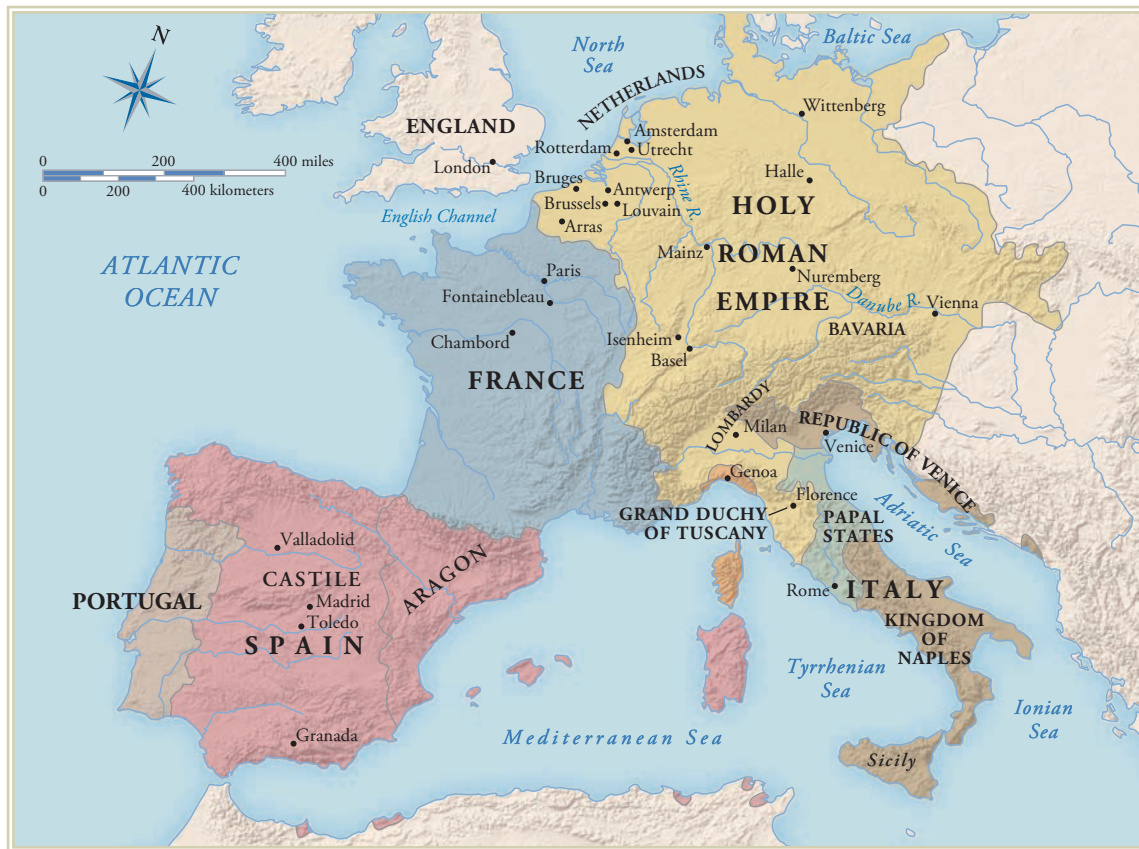 N
North
Sea
Baltic Sea
NETHERLANDS
ENGLAND
London
Wittenberg
Amsterdam
Rotterdam
Utrecht
0 200 400 miles
0 200 400 kilometers
Rhine R.
Halle
Bruges
Antwerp
Brussels
Louvain
HOLY
English Channel
Arras
ATLANTIC
OCEAN
Mainz
ROMAN
Paris
Nuremberg
Fontainebleau
EMPIRE
Danube R.
Vienna
BAVARIA
Chambord
Isenheim
Basel
FRANCE
LOMBARDY
Milan
REPUBLIC OF VENICE
Venice
Genoa
Florence
GRAND DUCHY
OF TUSCANY
PAPAL
STATES
Adriatic Sea
Valladolid
CASTILE
ARAGON
PORTUGAL
Madrid
Toledo
SPAIN
Rome
ITALY
KINGDOM
OF
NAPLES
Tyrrhenian
Sea
Ionian
Sea
Granada
Mediterranean Sea
Sicily